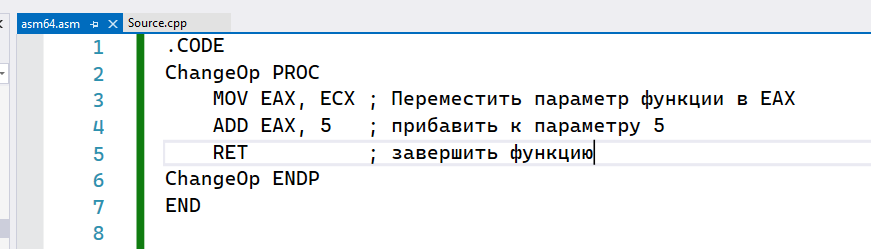 asm64.asm Source.cpp
1 .CODE
2 ChangeOp PROC
3 MOV EAX, ECX ; Переместить параметр функции в EAX
4 ADD EAX, 5 ; прибавить к параметру 5
5 RET ; завершить функцию
6 ChangeOp ENDP
7 END
8